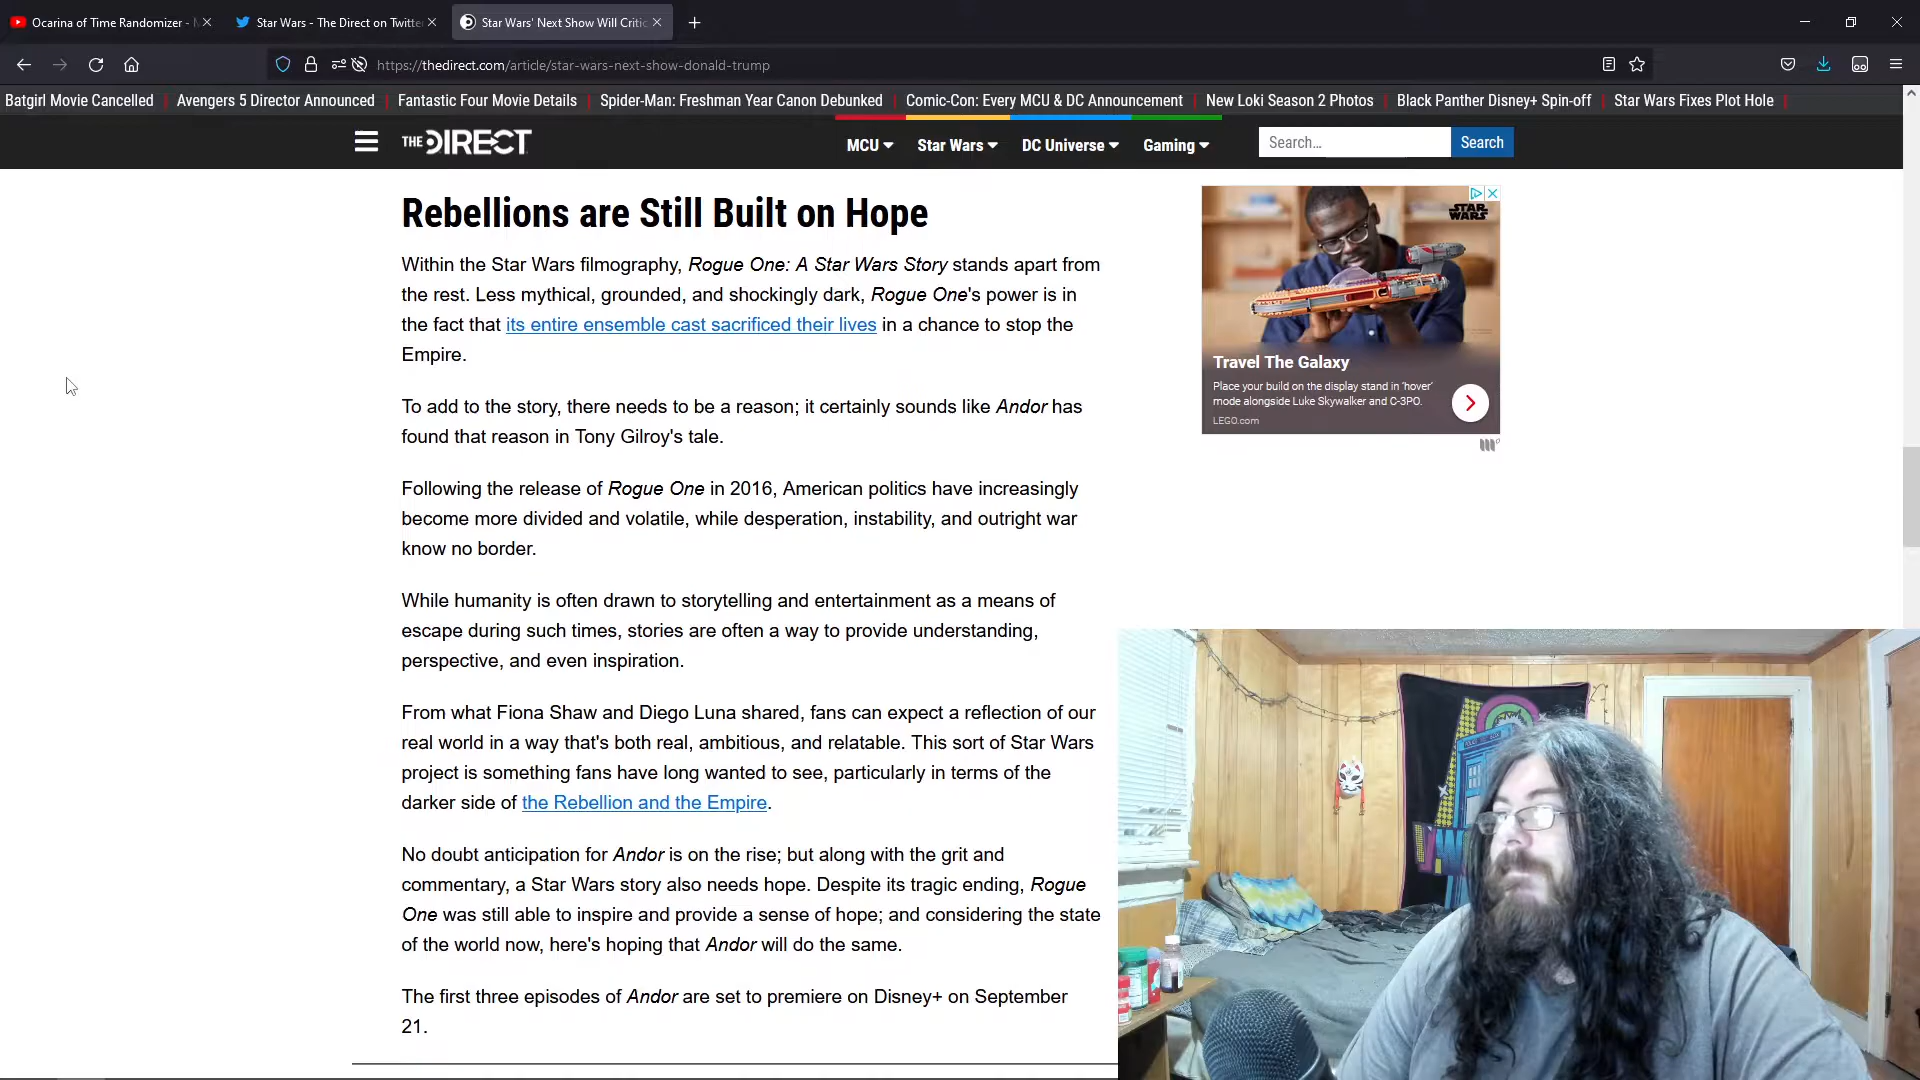 Ocarina of Time Randomizer -
Star Wars - The Direct on Twitte
Star Wars' Next Show Will Critic
https://thedirect.com/article/star-wars-next-show-donald-trump
Batgirl Movie Cancelled | Avengers 5 Director Announced | Fantastic Four Movie Details | Spider-Man: Freshman Year Canon Debunked | Comic-Con: Every MCU & DC Announcement | New Loki Season 2 Photos | Black Panther Disney+ Spin-off | Star Wars Fixes Plot Hole |
THE DIRECT
MCU
Star Wars
DC Universe
Gaming
Search...
Search
Rebellions are Still Built on Hope
Within the Star Wars filmography, Rogue One: A Star Wars Story stands apart from
the rest. Less mythical, grounded, and shockingly dark, Rogue One's power is in
the fact that its entire ensemble cast sacrificed their lives in a chance to stop the
Empire.
To add to the story, there needs to be a reason; it certainly sounds like Andor has
found that reason in Tony Gilroy's tale.
Following the release of Rogue One in 2016, American politics have increasingly
become more divided and volatile, while desperation, instability, and outright war
know no border.
While humanity is often drawn to storytelling and entertainment as a means of
escape during such times, stories are often a way to provide understanding,
perspective, and even inspiration.
From what Fiona Shaw and Diego Luna shared, fans can expect a reflection of our
real world in a way that's both real, ambitious, and relatable. This sort of Star Wars
project is something fans have long wanted to see, particularly in terms of the
darker side of the Rebellion and the Empire.
No doubt anticipation for Andor is on the rise; but along with the grit and
commentary, a Star Wars story also needs hope. Despite its tragic ending, Rogue
One was still able to inspire and provide a sense of hope; and considering the state
of the world now, here's hoping that Andor will do the same.
The first three episodes of Andor are set to premiere on Disney+ on September
21.
STAR
WARS
Travel The Galaxy
Place your build on the display stand in 'hover'
mode alongside Luke Skywalker and C-3PO.
LEGO.com